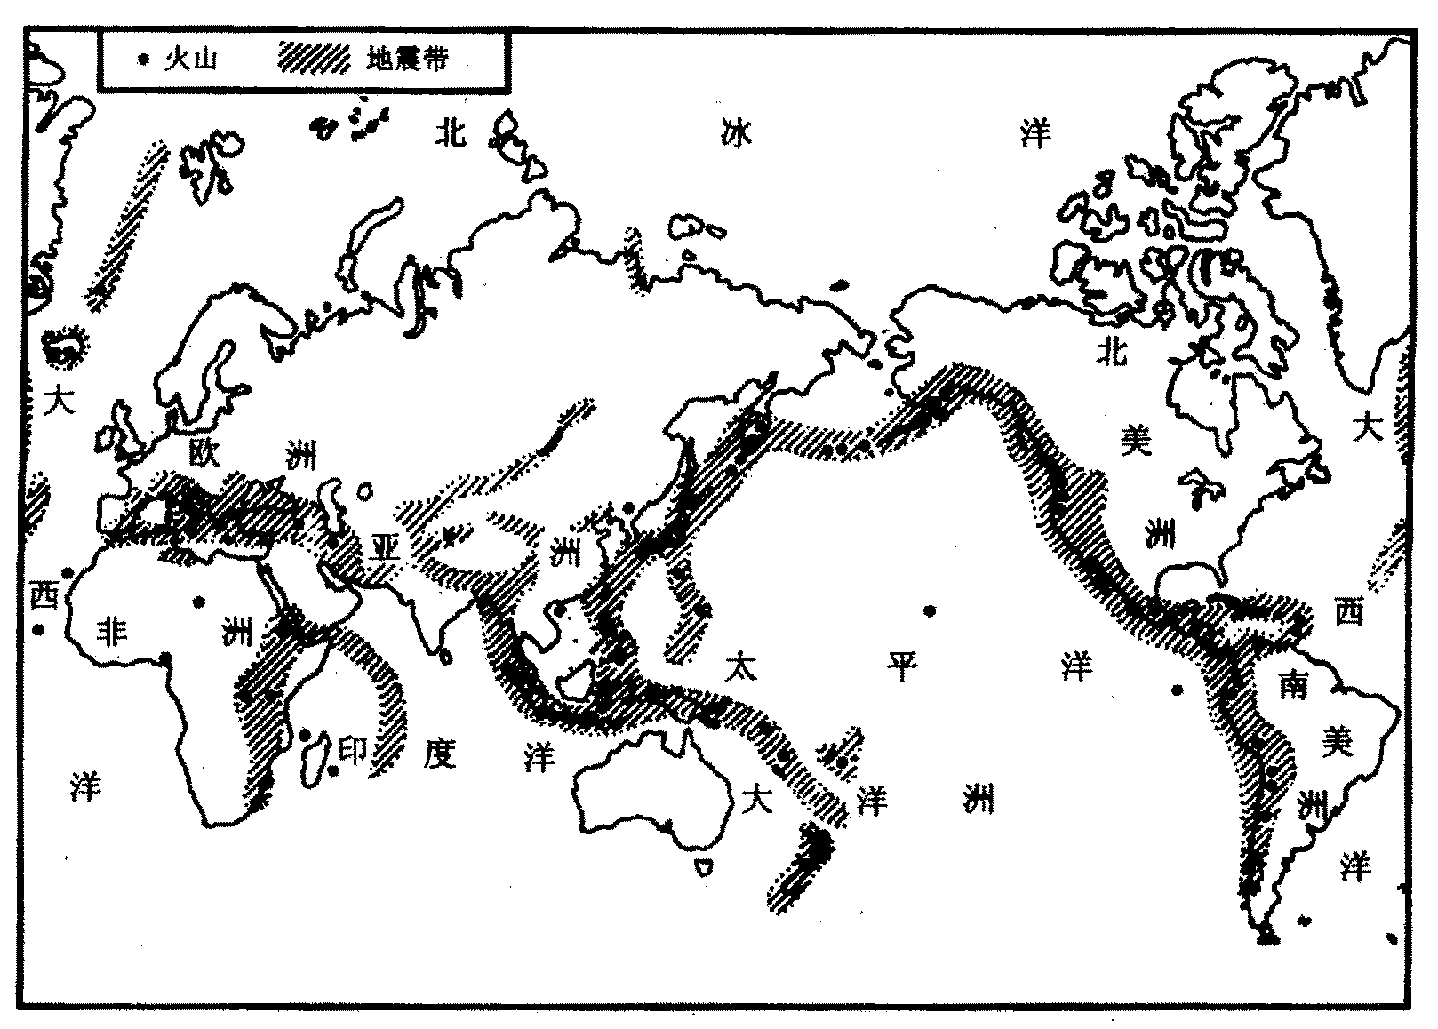 火山 地震带
北 冰 洋
北
大 美 大
欧 洲
亚 洲 洲
西 非 洲 西
太 平 洋 南
印 度 洋 美
洋 大 洋 洲 洲
洋